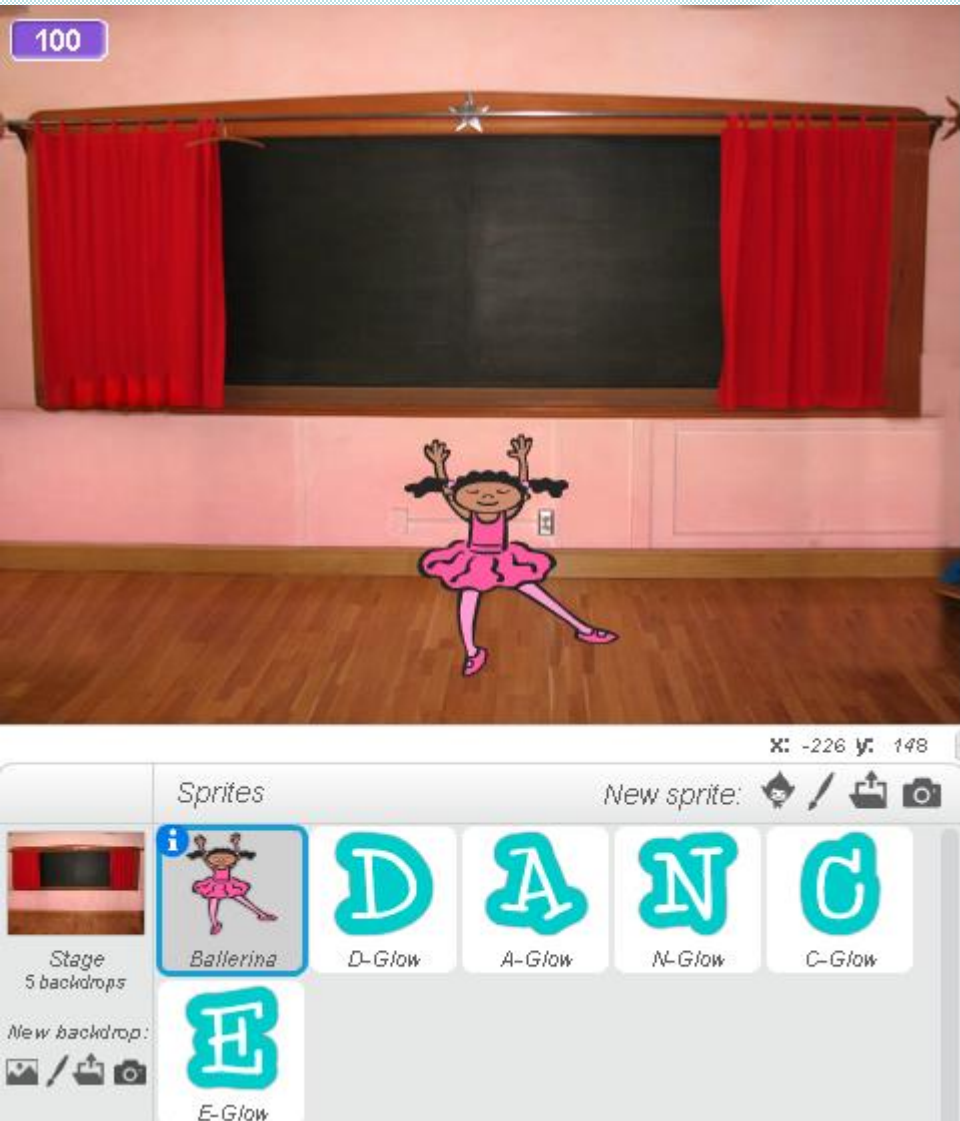 100
x: -226 y: 148
Sprites New sprite:
i
D A N C
Ballerina D-Glow A-Glow N-Glow C-Glow
Stage
5 backdrops
New backdrop:
E
E-Glow